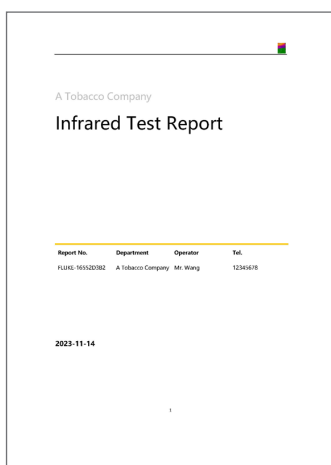 A Tobacco Company
Infrared Test Report
Report No. Department Operator Tel.
FLUKE-1655ZD3B2 A Tobacco Company Mr. Wang 12345678
2023-11-14
1